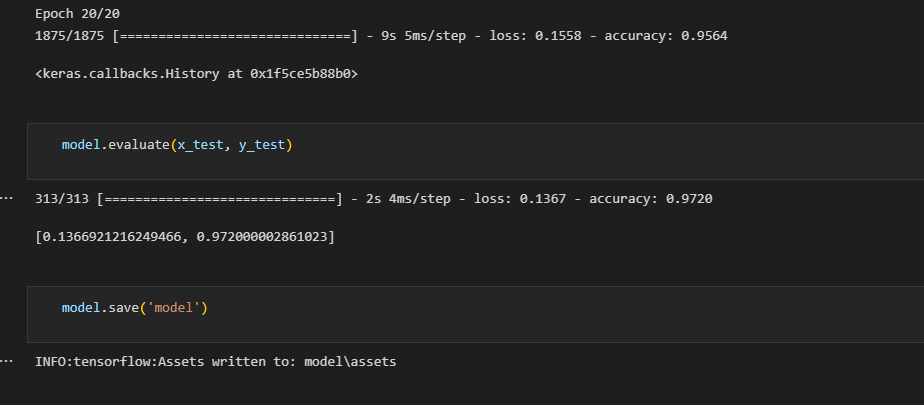 Epoch 20/20
1875/1875 [==============================] - 9s 5ms/step - loss: 0.1558 - accuracy: 0.9564
<keras.callbacks.History at 0x1f5ce5b88b0>
model.evaluate(x_test, y_test)
... 313/313 [==============================] - 2s 4ms/step - loss: 0.1367 - accuracy: 0.9720
[0.1366921216249466, 0.972000002861023]
model.save('model')
... INFO:tensorflow:Assets written to: model\assets